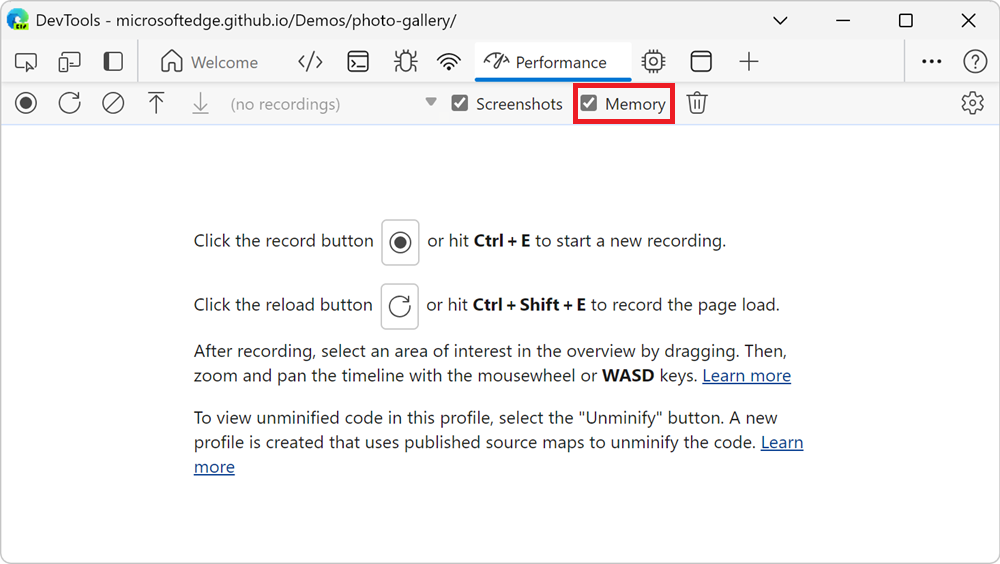 DevTools - microsoftedge.github.io/Demos/photo-gallery/
Welcome Performance
(no recordings) Screenshots Memory
Click the record button or hit Ctrl + E to start a new recording.
Click the reload button or hit Ctrl + Shift + E to record the page load.
After recording, select an area of interest in the overview by dragging. Then,
zoom and pan the timeline with the mousewheel or WASD keys. Learn more
To view unminified code in this profile, select the "Unminify" button. A new
profile is created that uses published source maps to unminify the code. Learn
more